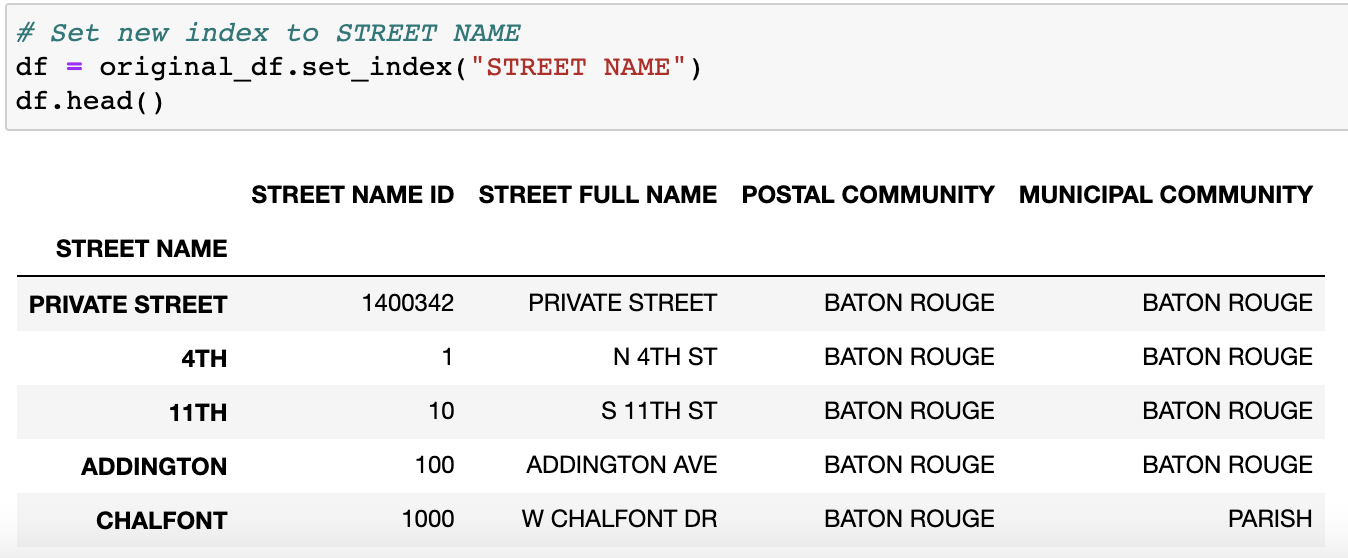 # Set new index to STREET NAME
df = original_df.set_index("STREET NAME")
df.head()
STREET NAME ID STREET FULL NAME POSTAL COMMUNITY MUNICIPAL COMMUNITY
STREET NAME
PRIVATE STREET 1400342 PRIVATE STREET BATON ROUGE BATON ROUGE
4TH 1 N 4TH ST BATON ROUGE BATON ROUGE
11TH 10 S 11TH ST BATON ROUGE BATON ROUGE
ADDINGTON 100 ADDINGTON AVE BATON ROUGE BATON ROUGE
CHALFONT 1000 W CHALFONT DR BATON ROUGE PARISH